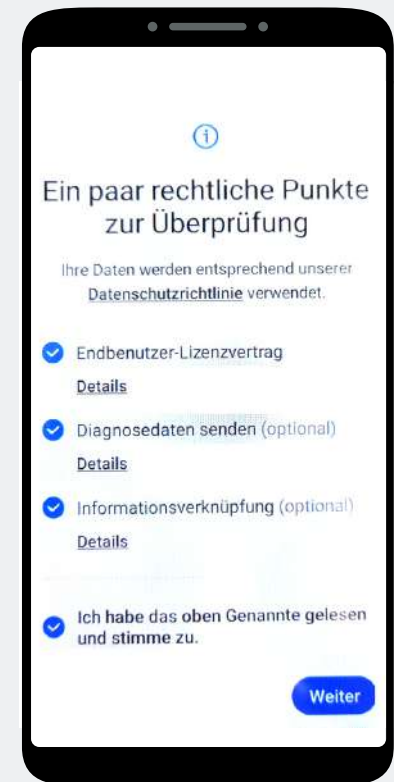 Ein paar rechtliche Punkte
zur Überprüfung
Ihre Daten werden entsprechend unserer
Datenschutzrichtlinie verwendet.
Endbenutzer-Lizenzvertrag
Details
Diagnosedaten senden (optional)
Details
Informationsverknüpfung (optional)
Details
Ich habe das oben Genannte gelesen
und stimme zu.
Weiter